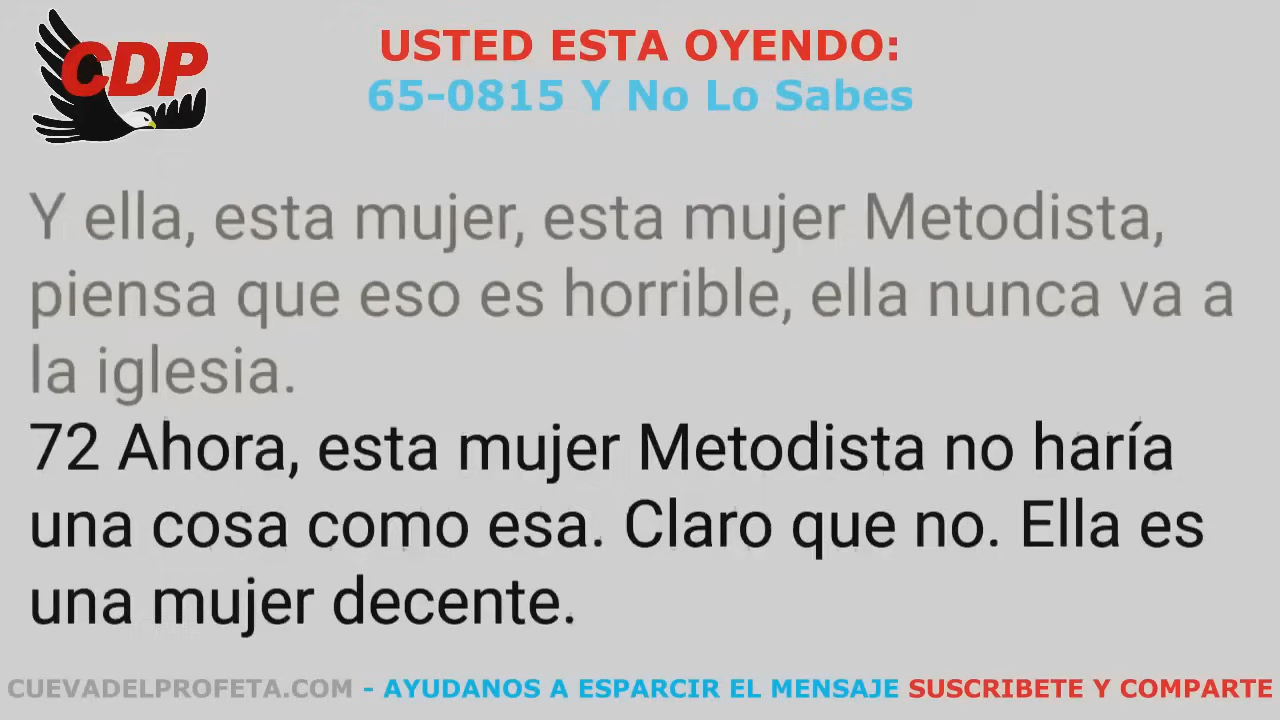 CDP
USTED ESTA OYENDO:
65-0815 Y No Lo Sabes
Y ella, esta mujer, esta mujer Metodista,
piensa que eso es horrible, ella nunca va a
la iglesia.
72 Ahora, esta mujer Metodista no haría
una cosa como esa. Claro que no. Ella es
una mujer decente.
CUEVADELPROFETA.COM - AYUDANOS A ESPARCIR EL MENSAJE SUSCRIBETE Y COMPARTE